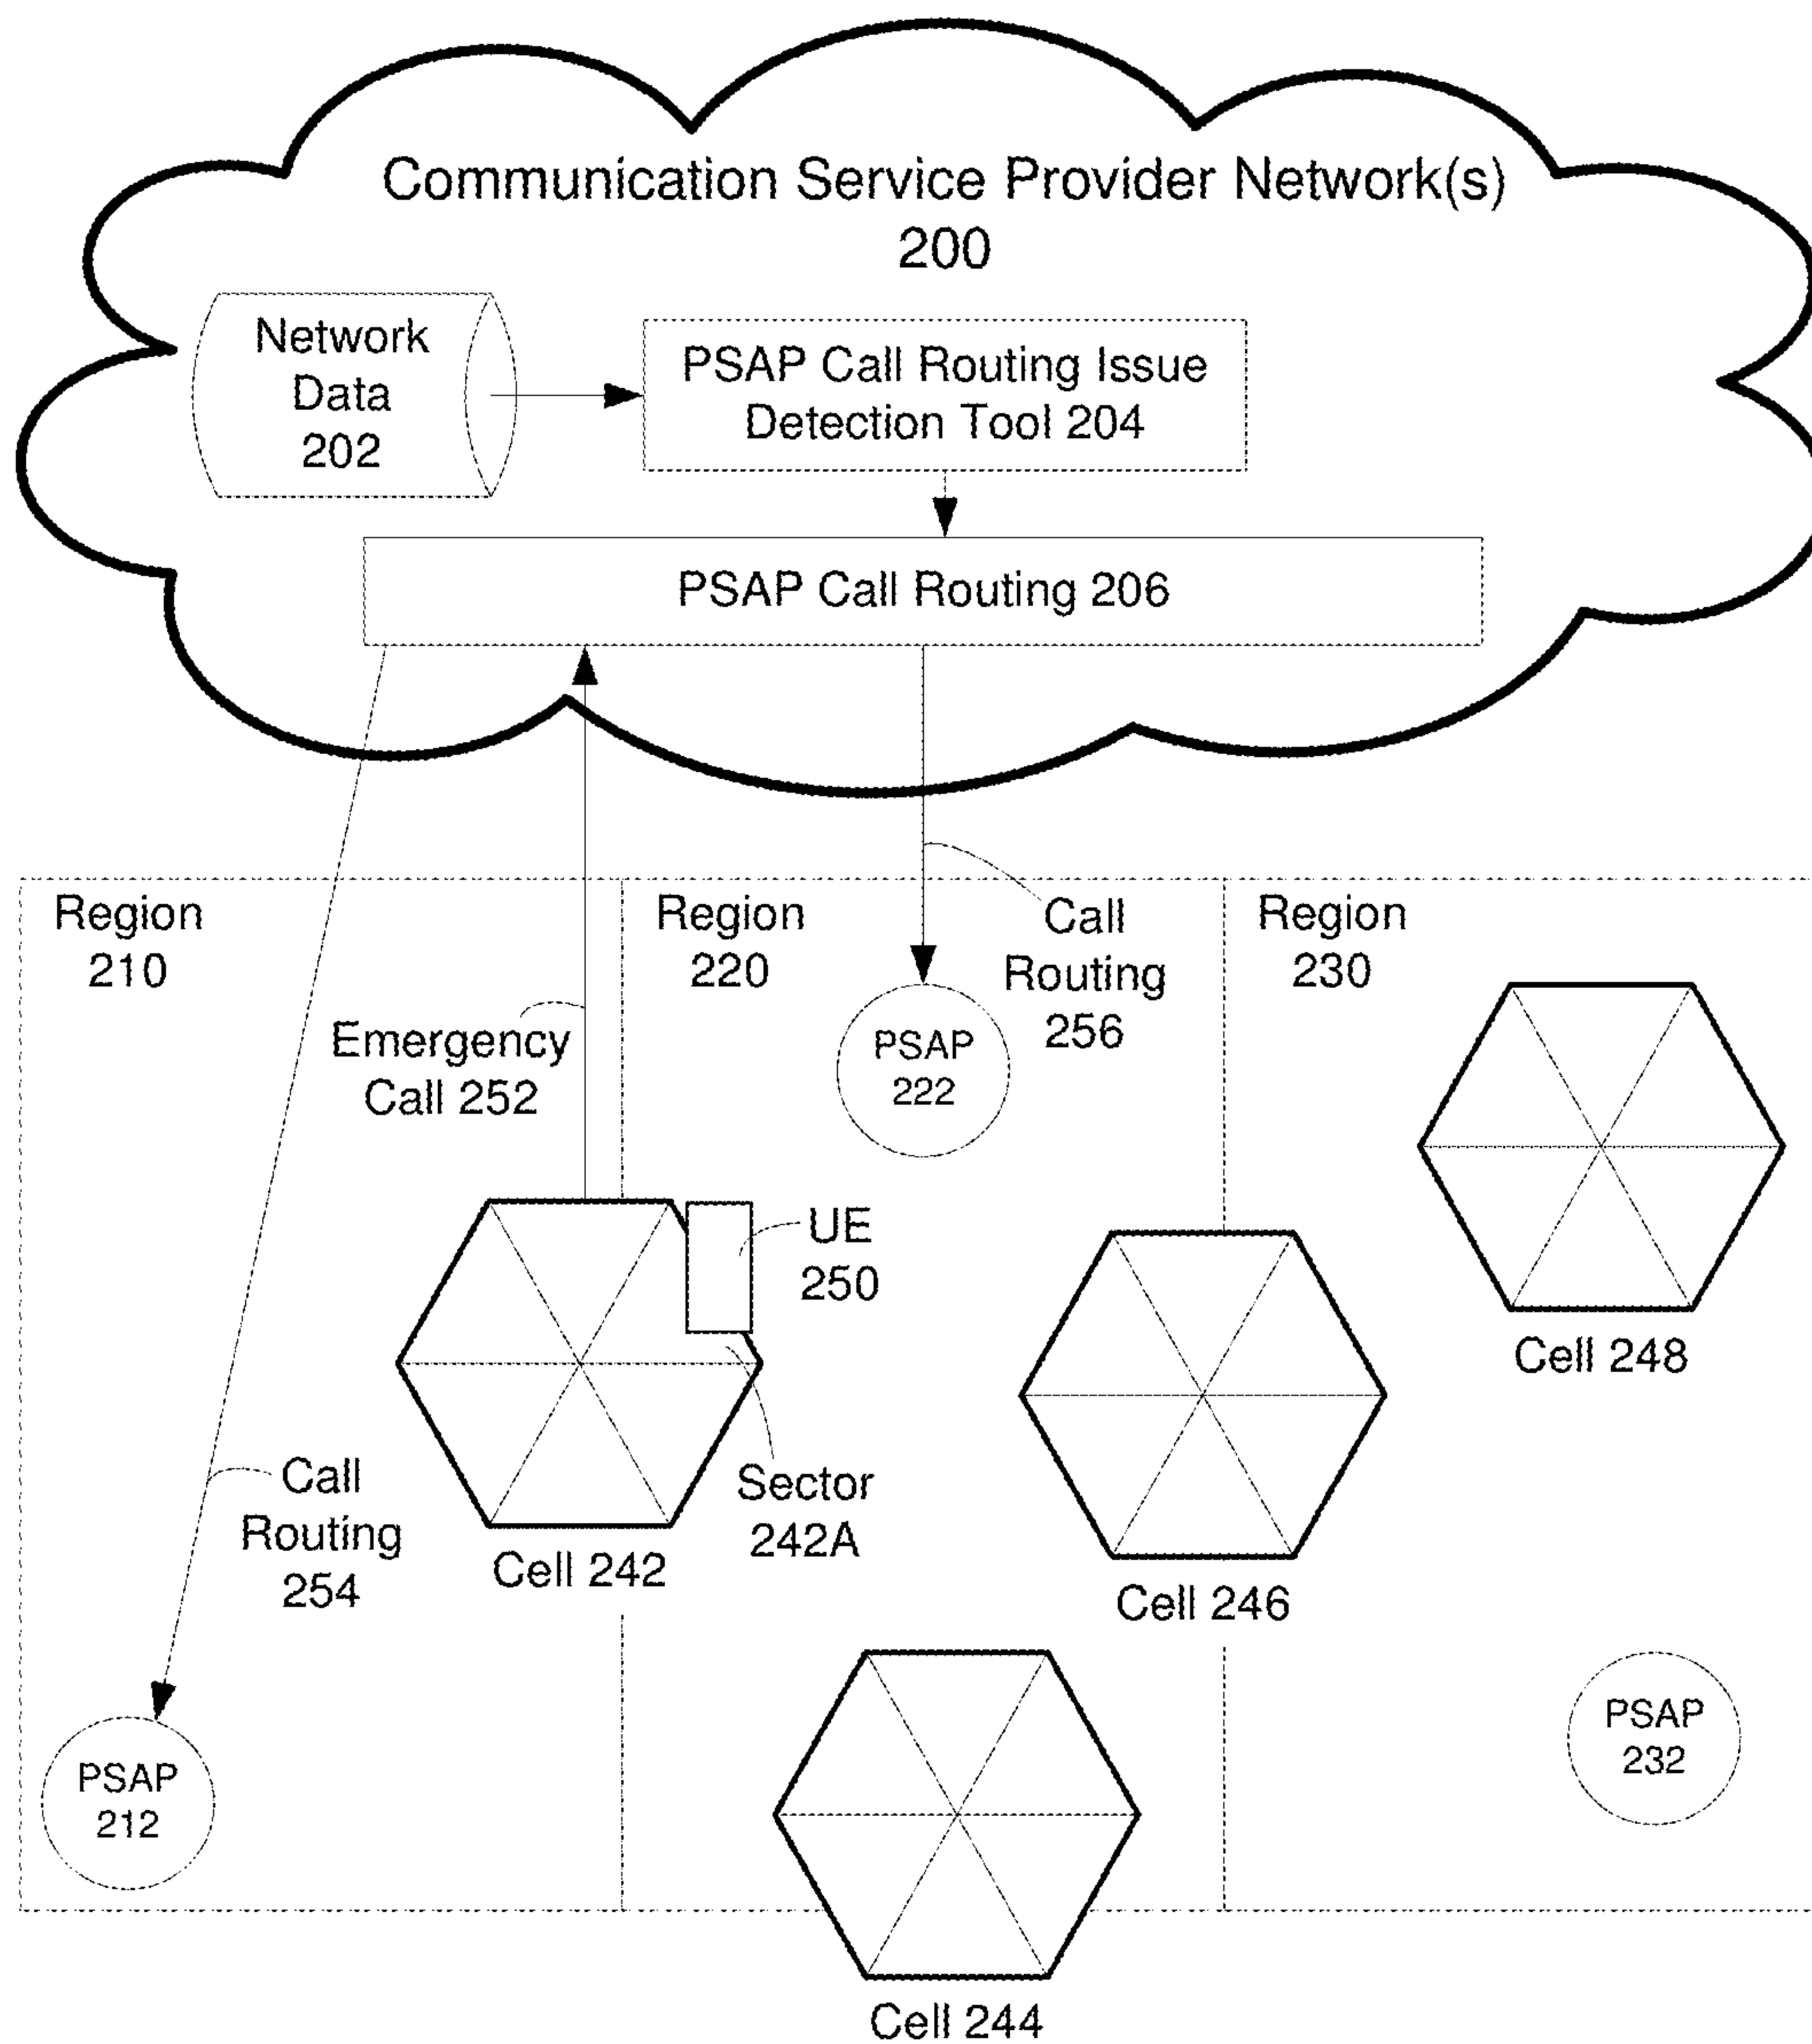 Communication Service Provider Network(s)
200
Network
Data
202
PSAP Call Routing Issue
Detection Tool 204
PSAP Call Routing 206
Region
210
Region
220
Region
230
Call
Routing
256
Emergency
Call 252
PSAP
222
UE
250
Cell 248
Call
Routing
254
Sector
242A
Cell 242
Cell 246
PSAP
212
PSAP
232
Cell 244